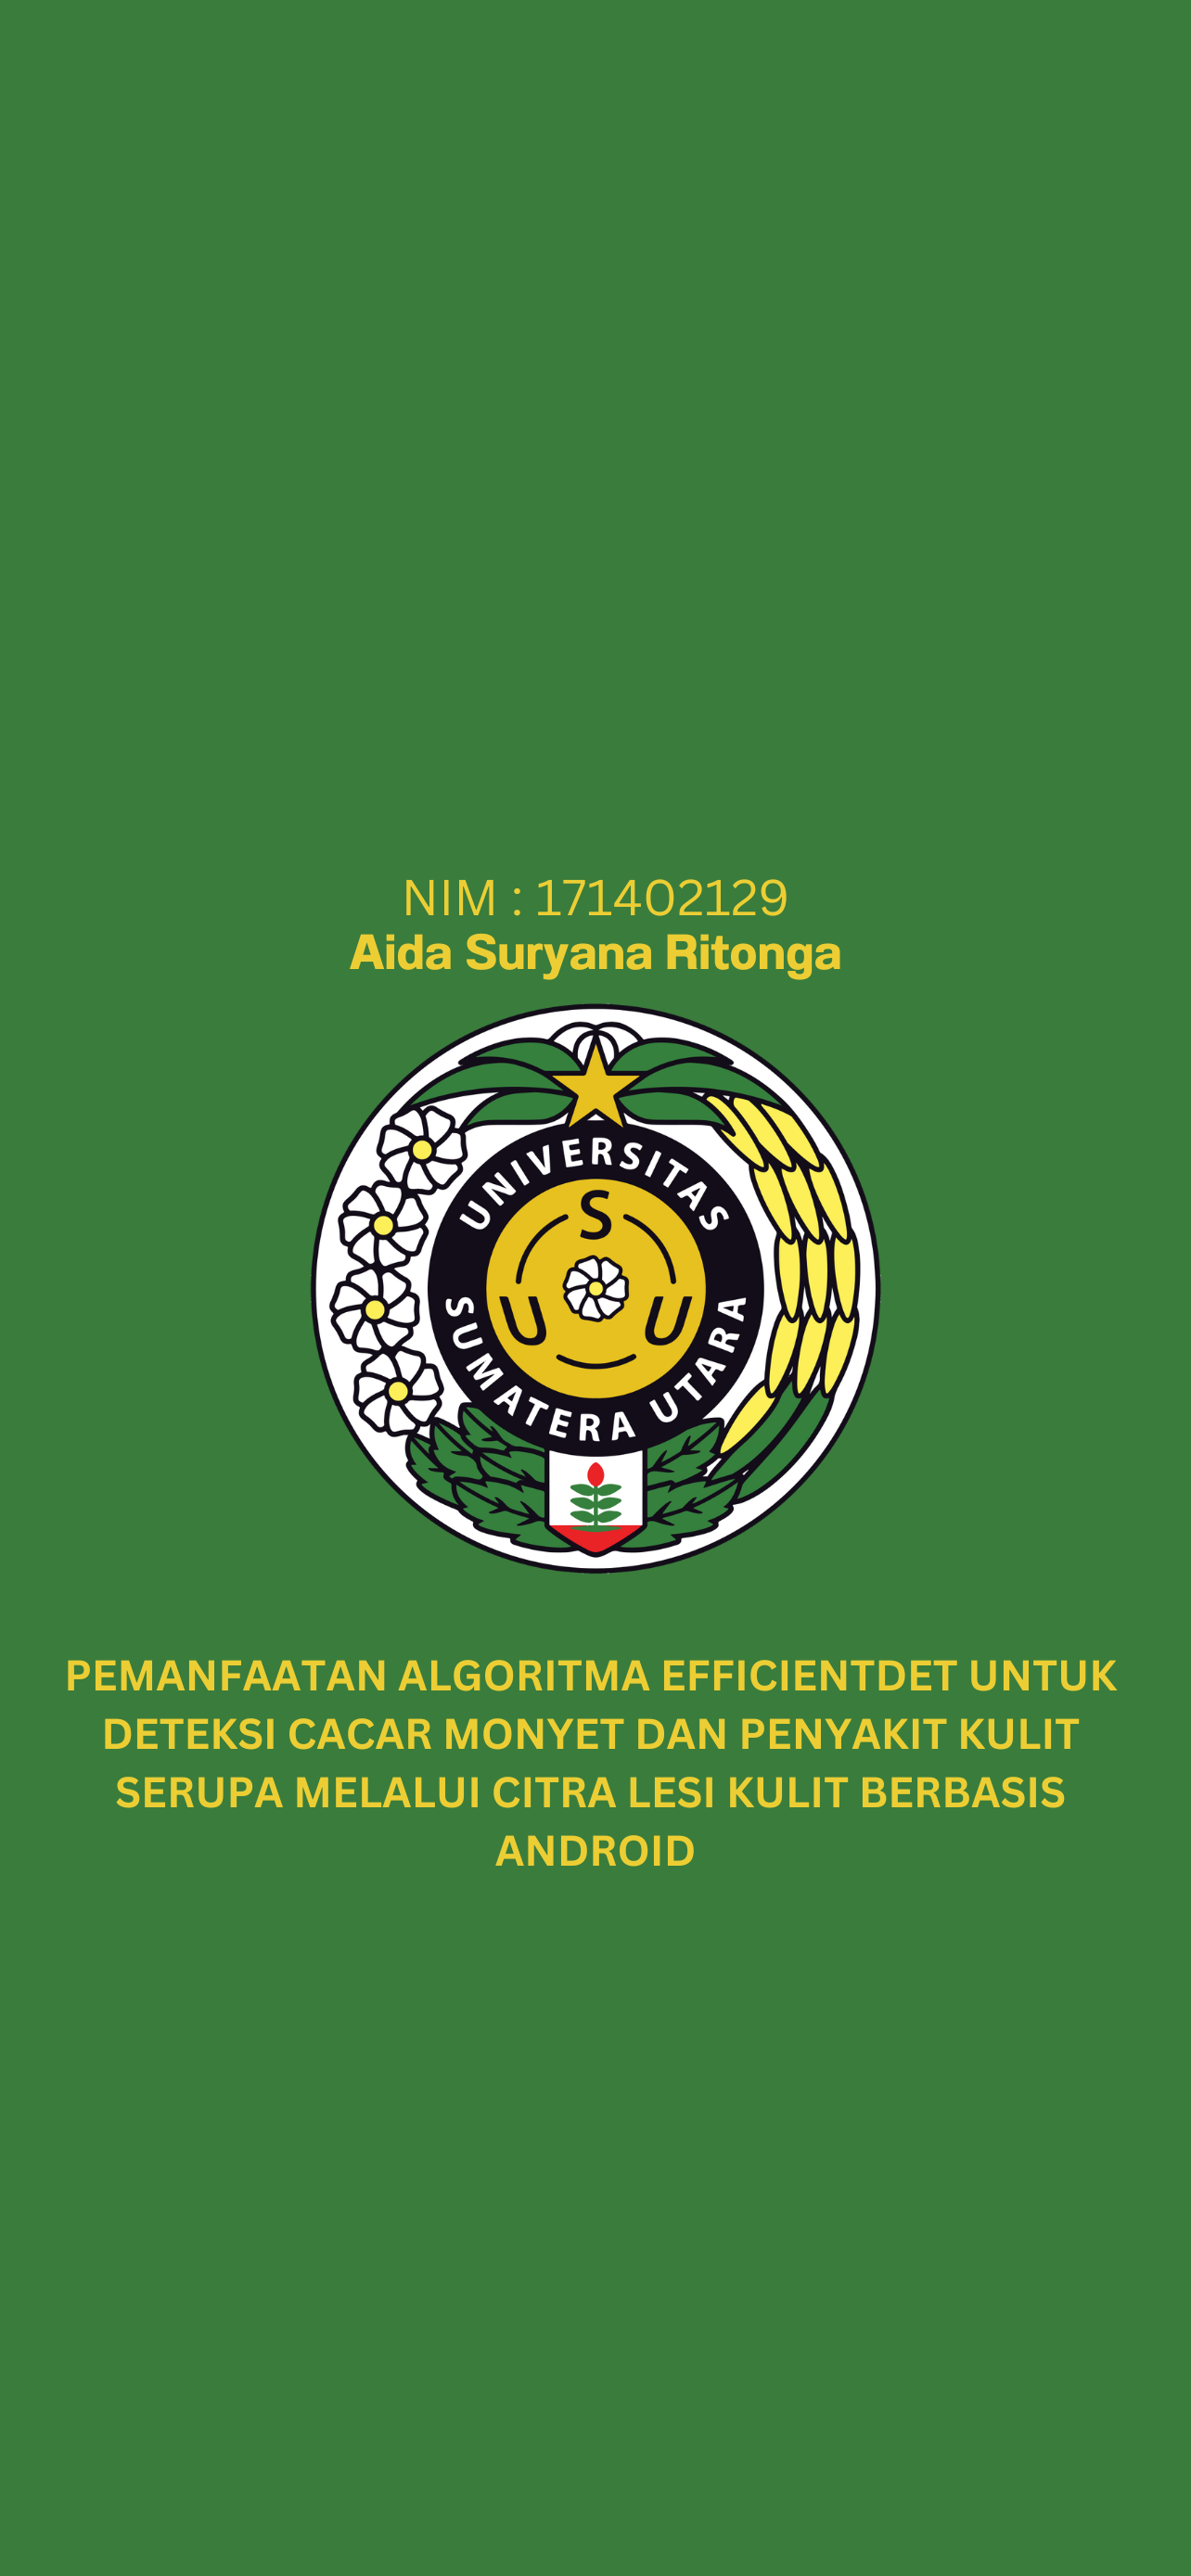 NIM : 171402129
Aida Suryana Ritonga
UNIVERSITAS
S
U U
SUMATERA UTARA
PEMANFAATAN ALGORITMA EFFICIENTDET UNTUK
DETEKSI CACAR MONYET DAN PENYAKIT KULIT
SERUPA MELALUI CITRA LESI KULIT BERBASIS
ANDROID